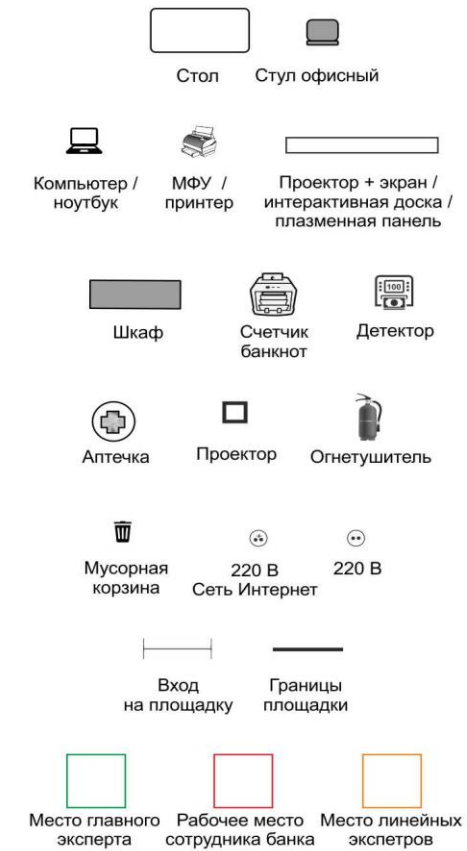 Стол
Стул офисный
Компьютер /
ноутбук
МФУ /
принтер
Проектор + экран /
интерактивная доска /
плазменная панель
100
Шкаф
Счетчик
банкнот
Детектор
Аптечка
Проектор
Огнетушитель
Мусорная
корзина
220 В
Сеть Интернет
220 В
Вход
на площадку
Границы
площадки
Место главного
эксперта
Рабочее место
сотрудника банка
Место линейных
экспетров